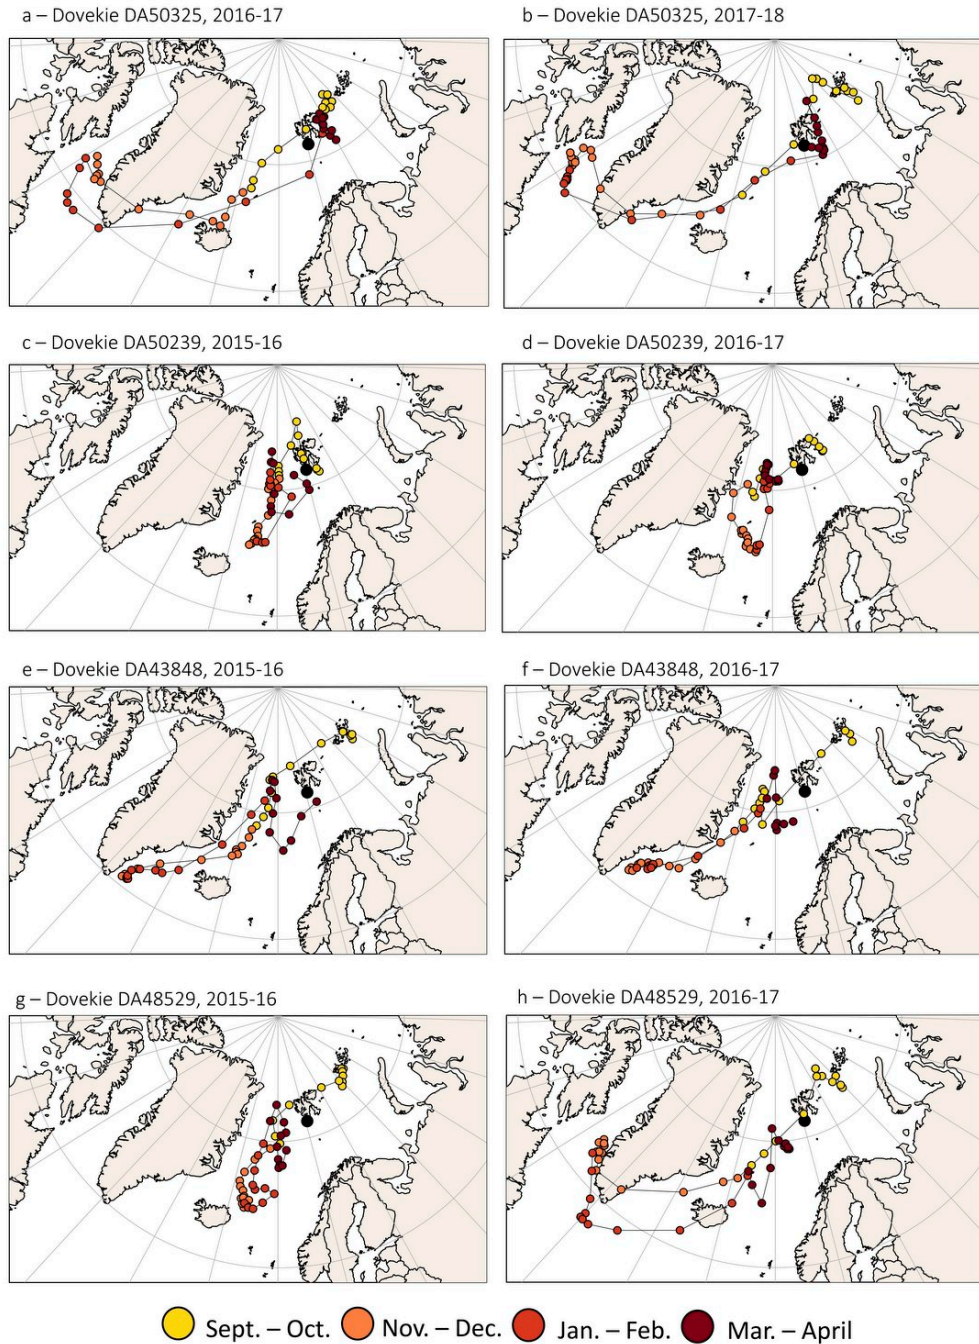 a – Dovekie DA50325, 2016-17
b – Dovekie DA50325, 2017-18
c – Dovekie DA50239, 2015-16
d – Dovekie DA50239, 2016-17
e – Dovekie DA43848, 2015-16
f – Dovekie DA43848, 2016-17
g – Dovekie DA48529, 2015-16
h – Dovekie DA48529, 2016-17
Sept. – Oct. Nov. – Dec. Jan. – Feb. Mar. – April